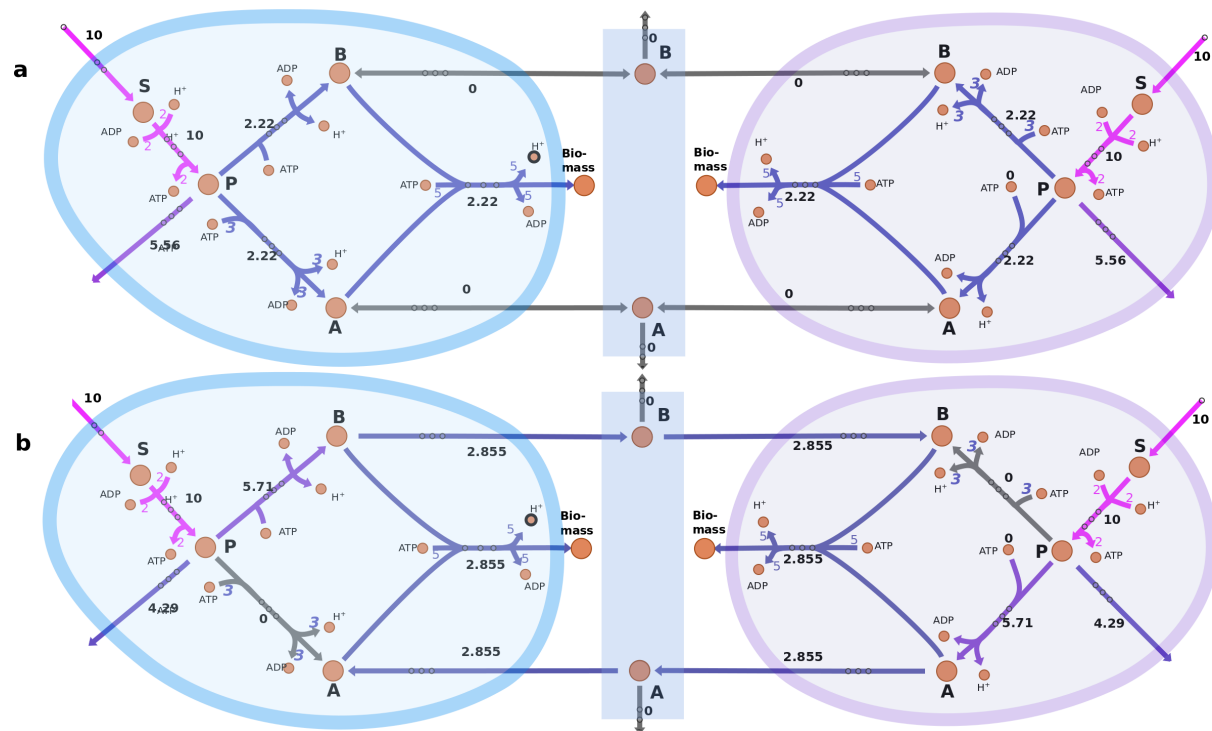 a
10
S
H⁺
2
ADP
2
H⁺
10
2
ATP
P
5.56
ATP
2.22
ADP
H⁺
ATP
B
0
ATP
3
2.22
3
H⁺
ADP
3
A
0
ATP
5
2.22
5
H⁺
5
ADP
Bio-
mass
0
B
A
0
0
0
Bio-
mass
H⁺
5
5
ADP
2.22
5
ATP
B
3
ADP
3
H⁺
2.22
3
ATP
S
10
ADP
2
2
H⁺
10
2
ATP
P
ATP
0
2.22
5.56
ADP
H⁺
A
b
10
S
H⁺
2
ADP
2
H⁺
10
2
ATP
P
4.29
ATP
5.71
ADP
H⁺
ATP
B
2.855
ATP
3
0
3
H⁺
ADP
3
A
2.855
ATP
5
2.855
5
H⁺
5
ADP
Bio-
mass
0
B
A
0
2.855
2.855
Bio-
mass
H⁺
5
5
ADP
2.855
ATP
B
3
ADP
3
H⁺
0
3
ATP
S
10
ADP
2
2
H⁺
10
2
ATP
P
ATP
0
5.71
4.29
ADP
H⁺
A